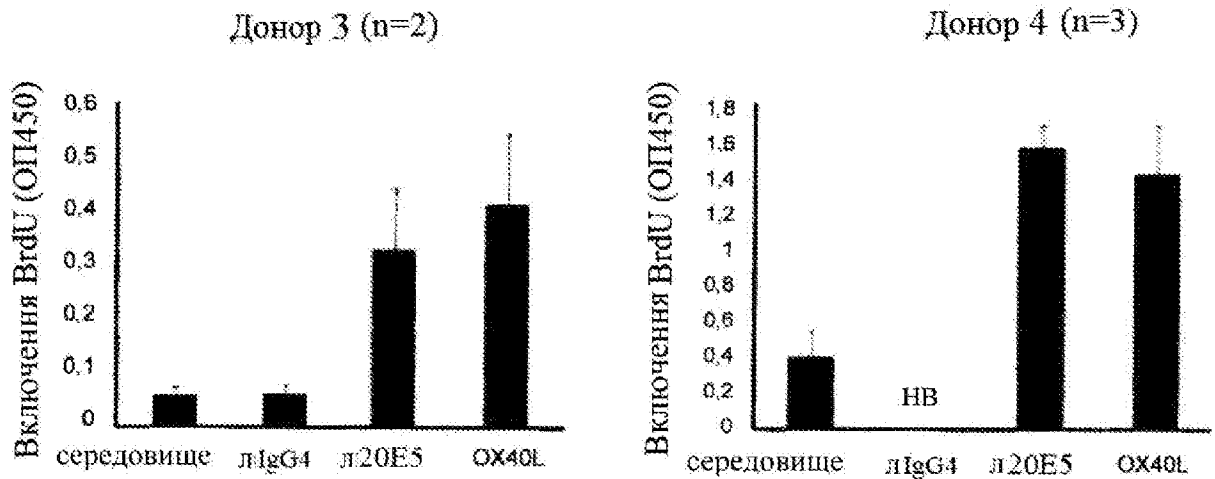 Донор 3 (n=2)
Включення BrdU (ОП450)
0,6
0,5
0,4
0,3
0,2
0,1
0
середовище лIgG4 л20E5 OX40L
Донор 4 (n=3)
Включення BrdU (ОП450)
1,8
1,6
1,4
1,2
1
0,8
0,6
0,4
0,2
0
НВ
середовище лIgG4 л20E5 OX40L